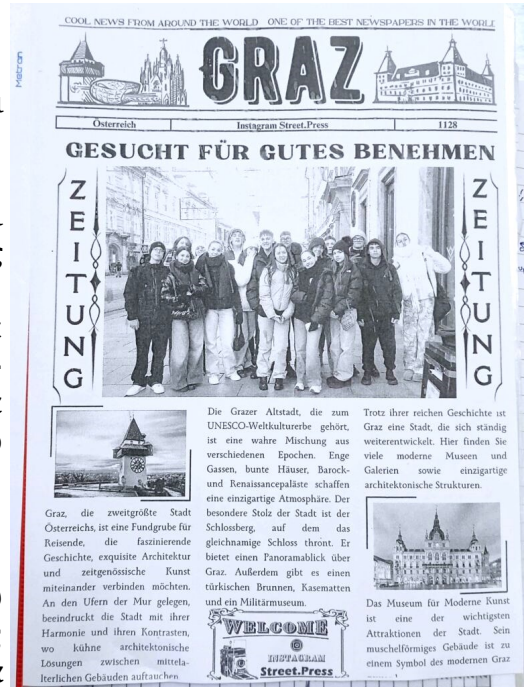 COOL NEWS FROM AROUND THE WORLD ONE OF THE BEST NEWSPAPERS IN THE WORLD
GRAZ
Österreich Instagram Street.Press 1128
GESUCHT FÜR GUTES BENEHMEN
ZEITUNG
ZEITUNG
Graz, die zweitgrößte Stadt
Österreichs, ist eine Fundgrube für
Reisende, die faszinierende
Geschichte, exquisite Architektur
und zeitgenössische Kunst
miteinander verbinden möchten.
An den Ufern der Mur gelegen,
beeindruckt die Stadt mit ihrer
Harmonie und ihren Kontrasten,
wo kühne architektonische
Lösungen zwischen mittela-
lterlichen Gebäuden auftauchen
Die Grazer Altstadt, die zum
UNESCO-Weltkulturerbe gehört,
ist eine wahre Mischung aus
verschiedenen Epochen. Enge
Gassen, bunte Häuser, Barock-
und Renaissancepaläste schaffen
eine einzigartige Atmosphäre. Der
besondere Stolz der Stadt ist der
Schlossberg, auf dem das
gleichnamige Schloss thront. Er
bietet einen Panoramablick über
Graz. Außerdem gibt es einen
türkischen Brunnen, Kasematten
und ein Militärmuseum.
WELCOME
INSTAGRAM
Street.Press
Trotz ihrer reichen Geschichte ist
Graz eine Stadt, die sich ständig
weiterentwickelt. Hier finden Sie
viele moderne Museen und
Galerien sowie einzigartige
architektonische Strukturen.
Das Museum für Moderne Kunst
ist eine der wichtigsten
Attraktionen der Stadt. Sein
muschelförmiges Gebäude ist zu
einem Symbol des modernen Graz